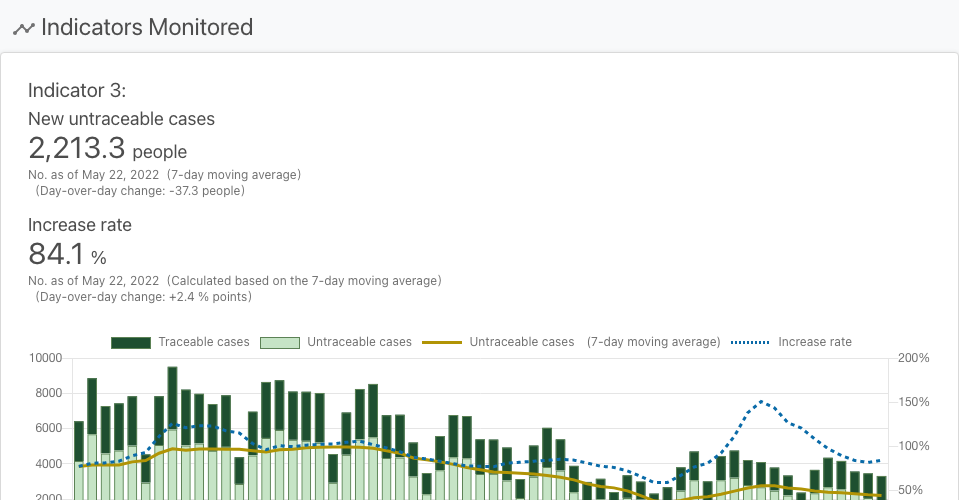 Indicators Monitored
Indicator 3:
New untraceable cases
2,213.3 people
No. as of May 22, 2022 (7-day moving average)
(Day-over-day change: -37.3 people)
Increase rate
84.1 %
No. as of May 22, 2022 (Calculated based on the 7-day moving average)
(Day-over-day change: +2.4 % points)
Traceable cases Untraceable cases Untraceable cases (7-day moving average) Increase rate
10000 200%
8000
150%
6000
100%
4000
50%
2000